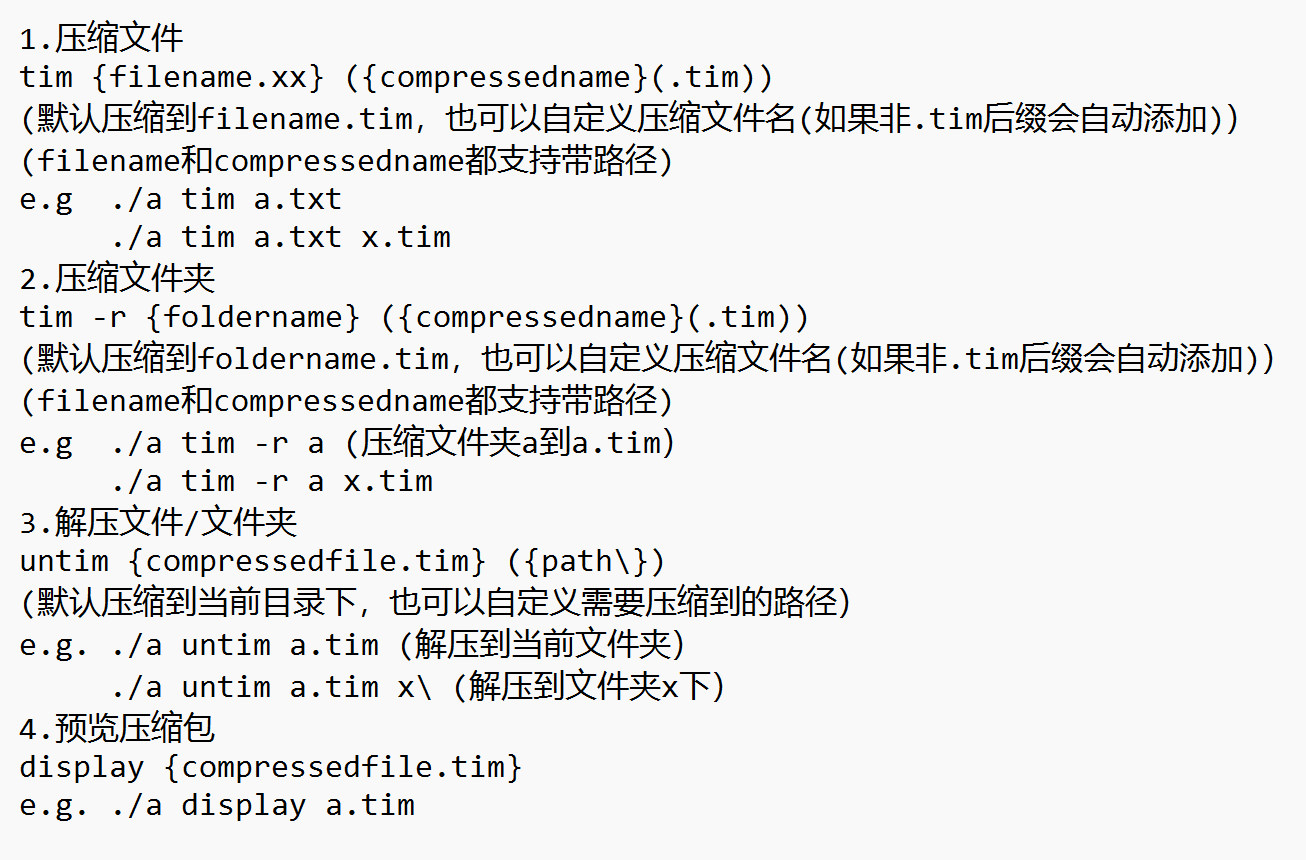 1.压缩文件
tim {filename.xx} ({compressedname}(.tim))
(默认压缩到filename.tim，也可以自定义压缩文件名(如果非.tim后缀会自动添加))
(filename和compressedname都支持带路径)
e.g  ./a tim a.txt
     ./a tim a.txt x.tim
2.压缩文件夹
tim -r {foldername} ({compressedname}(.tim))
(默认压缩到foldername.tim，也可以自定义压缩文件名(如果非.tim后缀会自动添加))
(filename和compressedname都支持带路径)
e.g  ./a tim -r a (压缩文件夹a到a.tim)
     ./a tim -r a x.tim
3.解压文件/文件夹
untim {compressedfile.tim} ({path\})
(默认压缩到当前目录下，也可以自定义需要压缩到的路径)
e.g. ./a untim a.tim (解压到当前文件夹)
     ./a untim a.tim x\ (解压到文件夹x下)
4.预览压缩包
display {compressedfile.tim}
e.g. ./a display a.tim